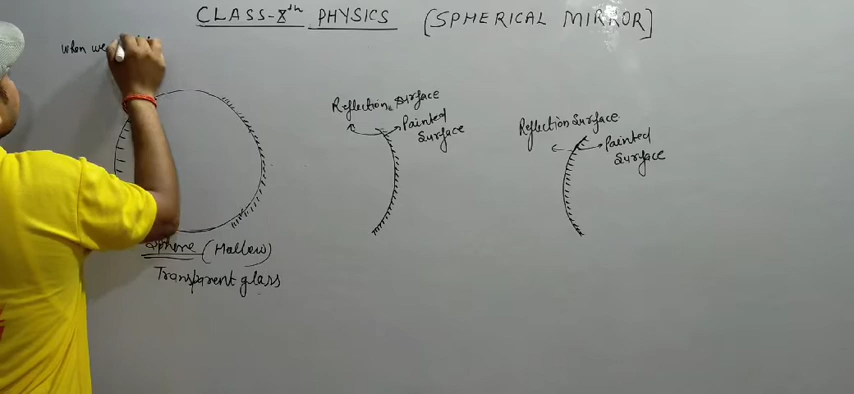 CLASS-8th PHYSICS (SPHERICAL MIRROR)
When we
Reflection Surface
Painted
Surface
Reflection Surface
Painted
Surface
Sphere (Hollow)
Transparent glass